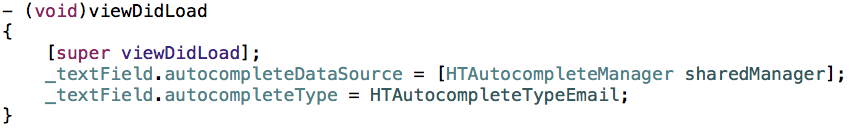 - (void)viewDidLoad
{
    [super viewDidLoad];
    _textField.autocompleteDataSource = [HTAutocompleteManager sharedManager];
    _textField.autocompleteType = HTAutocompleteTypeEmail;
}